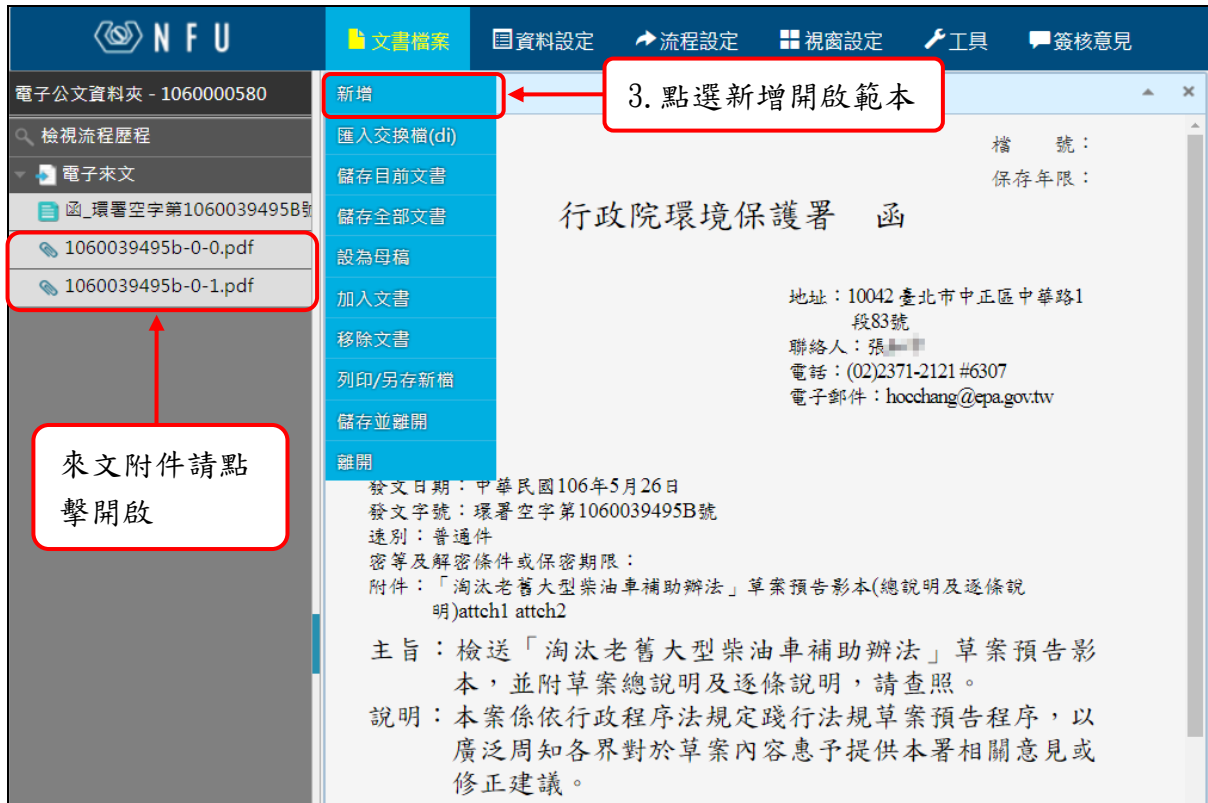 NFU
文書檔案 資料設定 流程設定 視窗設定 工具 簽核意見
電子公文資料夾 - 1060000580
檢視流程歷程
電子來文
函_環署空字第1060039495B號
1060039495b-0-0.pdf
1060039495b-0-1.pdf
來文附件請點
擊開啟
新增
匯入交換檔(di)
儲存目前文書
儲存全部文書
設為母稿
加入文書
移除文書
列印/另存新檔
儲存並離開
離開
3.點選新增開啟範本
檔 號：
保存年限：
行政院環境保護署 函
地址：10042 臺北市中正區中華路1
段83號
聯絡人：張
電話：(02)2371-2121 #6307
電子郵件：hocchang@epa.gov.tw
發文日期：中華民國106年5月26日
發文字號：環署空字第1060039495B號
速別：普通件
密等及解密條件或保密期限：
附件：「淘汰老舊大型柴油車補助辦法」草案預告影本(總說明及逐條說
明)attch1 attch2
主旨：檢送「淘汰老舊大型柴油車補助辦法」草案預告影
本，並附草案總說明及逐條說明，請查照。
說明：本案係依行政程序法規定踐行法規草案預告程序，以
廣泛周知各界對於草案內容惠予提供本署相關意見或
修正建議。